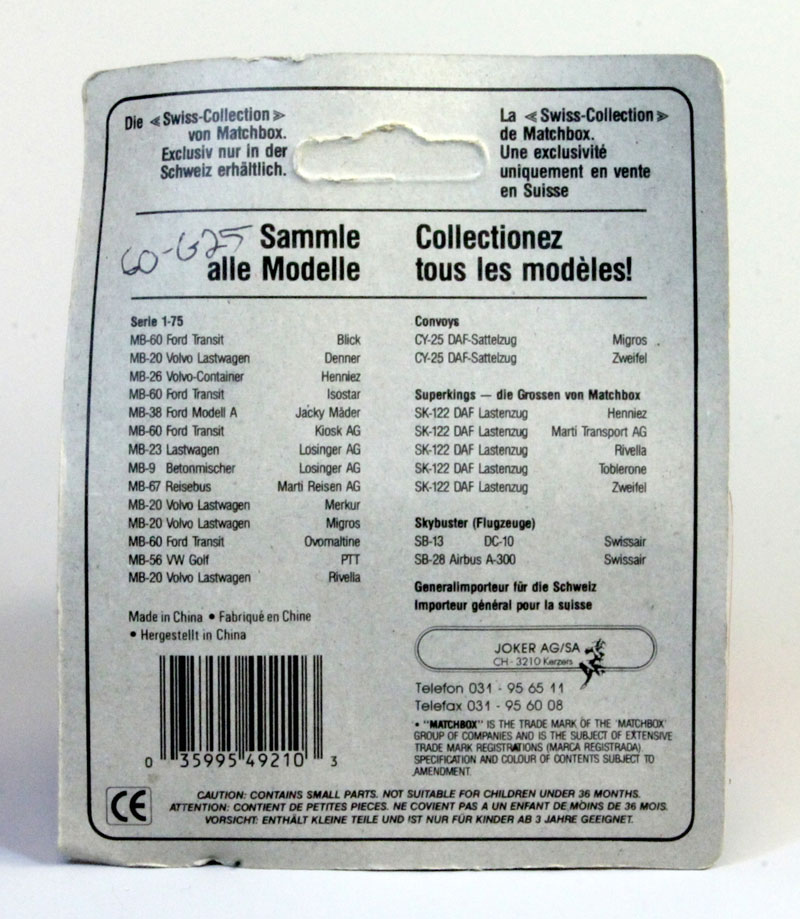 Die «Swiss-Collection»
von Matchbox.
Exclusiv nur in der
Schweiz erhältlich.
La «Swiss-Collection»
de Matchbox.
Une exclusivité
uniquement en vente
en Suisse
60-G25
Sammle
alle Modelle
Collectionez
tous les modèles!
Serie 1-75
MB-60 Ford Transit Blick
MB-20 Volvo Lastwagen Denner
MB-26 Volvo-Container Henniez
MB-60 Ford Transit Isostar
MB-38 Ford Modell A Jacky Mäder
MB-60 Ford Transit Kiosk AG
MB-23 Lastwagen Losinger AG
MB-9 Betonmischer Losinger AG
MB-67 Reisebus Marti Reisen AG
MB-20 Volvo Lastwagen Merkur
MB-20 Volvo Lastwagen Migros
MB-60 Ford Transit Ovomaltine
MB-56 VW Golf PTT
MB-20 Volvo Lastwagen Rivella
Made in China • Fabriqué en Chine
• Hergestellt in China
0 35995 49210 3
Convoys
CY-25 DAF-Sattelzug Migros
CY-25 DAF-Sattelzug Zweifel
Superkings — die Grossen von Matchbox
SK-122 DAF Lastenzug Henniez
SK-122 DAF Lastenzug Marti Transport AG
SK-122 DAF Lastenzug Rivella
SK-122 DAF Lastenzug Toblerone
SK-122 DAF Lastenzug Zweifel
Skybuster (Flugzeuge)
SB-13 DC-10 Swissair
SB-28 Airbus A-300 Swissair
Generalimporteur für die Schweiz
Importeur général pour la suisse
JOKER AG/SA
CH - 3210 Kerzers
Telefon 031 - 95 65 11
Telefax 031 - 95 60 08
• "MATCHBOX" IS THE TRADE MARK OF THE 'MATCHBOX'
GROUP OF COMPANIES AND IS THE SUBJECT OF EXTENSIVE
TRADE MARK REGISTRATIONS (MARCA REGISTRADA).
SPECIFICATION AND COLOUR OF CONTENTS SUBJECT TO
AMENDMENT.
CE
CAUTION: CONTAINS SMALL PARTS. NOT SUITABLE FOR CHILDREN UNDER 36 MONTHS.
ATTENTION: CONTIENT DE PETITES PIECES. NE COVIENT PAS A UN ENFANT DE MOINS DE 36 MOIS.
VORSICHT: ENTHÄLT KLEINE TEILE UND IST NUR FÜR KINDER AB 3 JAHRE GEEIGNET.